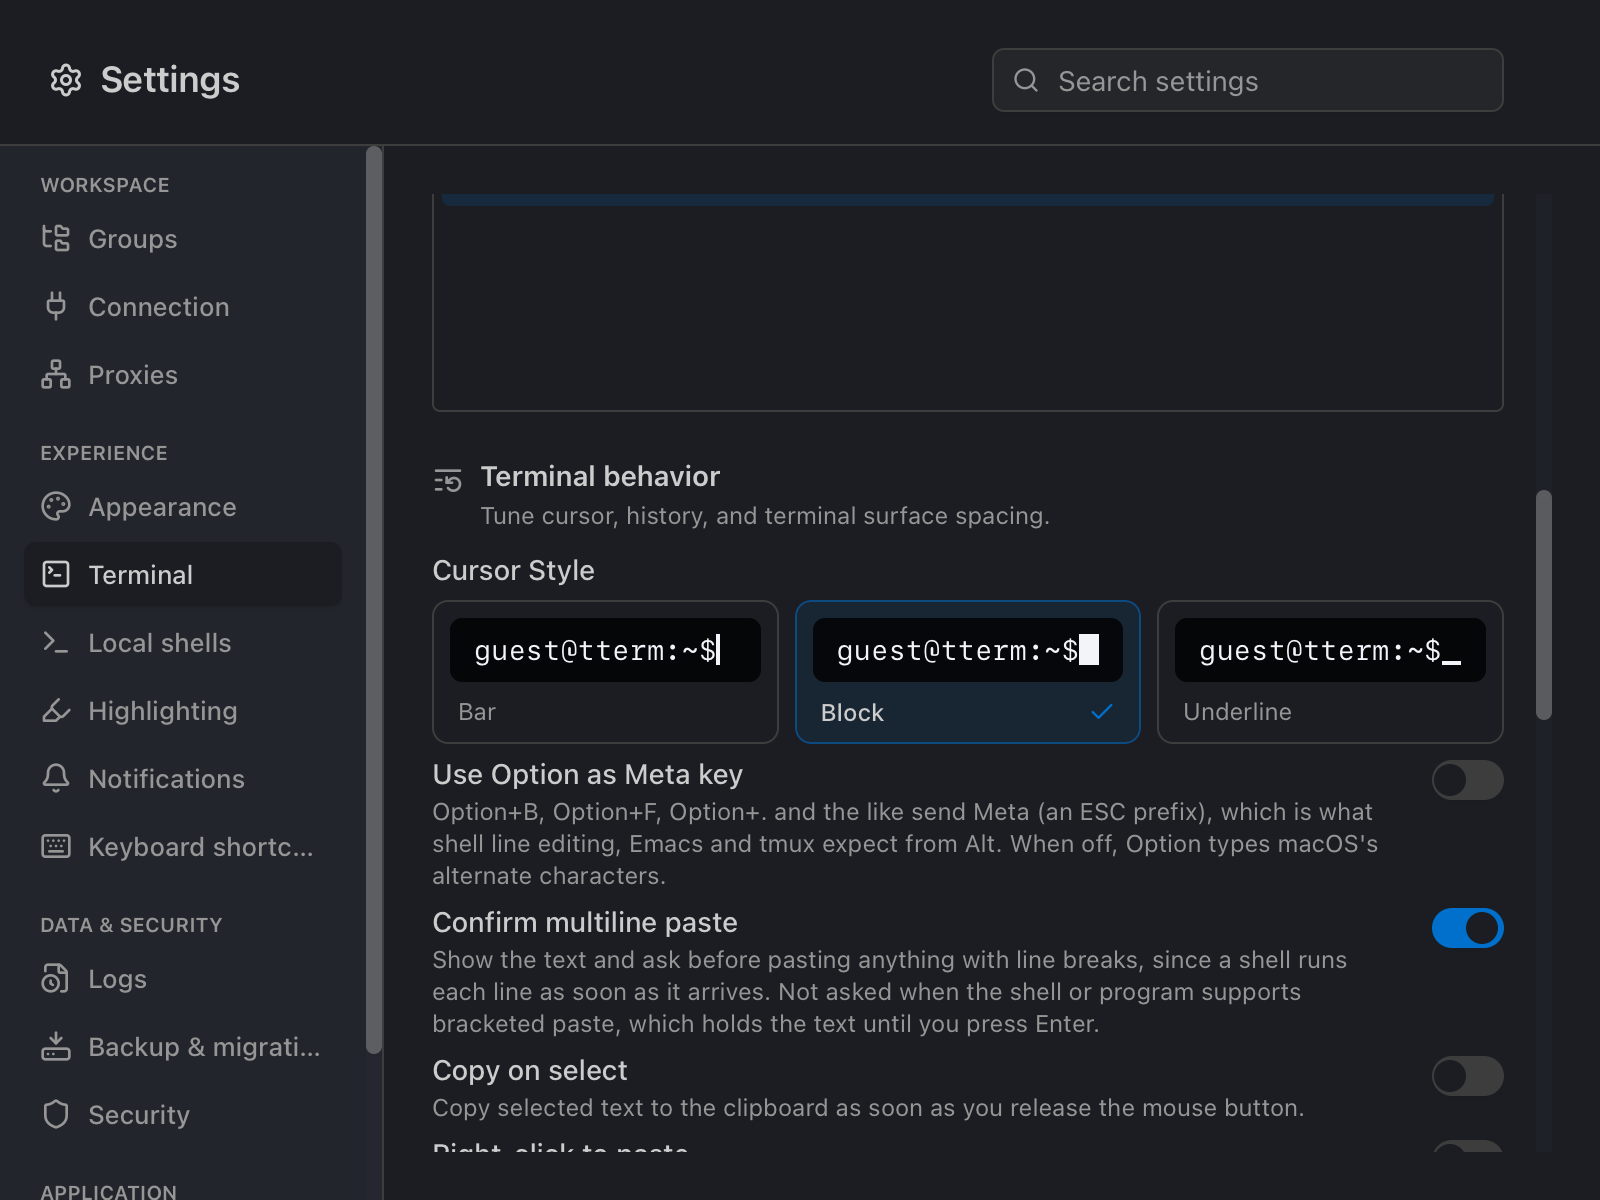 Settings
Search settings
WORKSPACE
Groups
Connection
Proxies
EXPERIENCE
Appearance
Terminal
Local shells
Highlighting
Notifications
Keyboard shortc...
DATA & SECURITY
Logs
Backup & migrati...
Security
APPLICATION
Terminal behavior
Tune cursor, history, and terminal surface spacing.
Cursor Style
guest@tterm:~$
Bar
guest@tterm:~$
Block
guest@tterm:~$
Underline
Use Option as Meta key
Option+B, Option+F, Option+. and the like send Meta (an ESC prefix), which is what
shell line editing, Emacs and tmux expect from Alt. When off, Option types macOS's
alternate characters.
Confirm multiline paste
Show the text and ask before pasting anything with line breaks, since a shell runs
each line as soon as it arrives. Not asked when the shell or program supports
bracketed paste, which holds the text until you press Enter.
Copy on select
Copy selected text to the clipboard as soon as you release the mouse button.
Right-click to paste